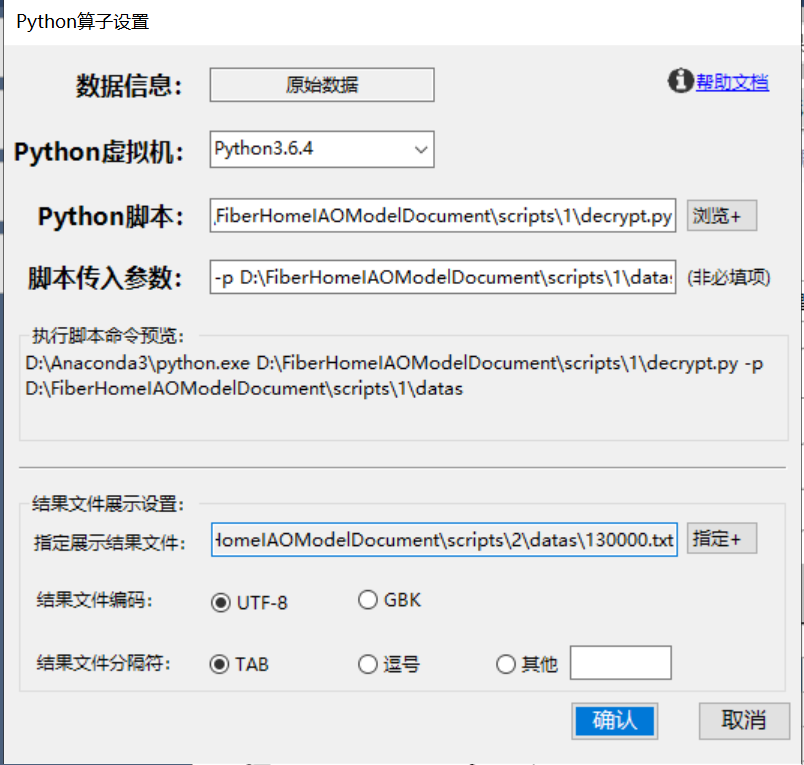 Python算子设置
数据信息： 原始数据 帮助文档
Python虚拟机： Python3.6.4
Python脚本： FiberHomeIAOModelDocument\scripts\1\decrypt.py 浏览+
脚本传入参数： -p D:\FiberHomeIAOModelDocument\scripts\1\datas (非必填项)
执行脚本命令预览：
D:\Anaconda3\python.exe D:\FiberHomeIAOModelDocument\scripts\1\decrypt.py -p
D:\FiberHomeIAOModelDocument\scripts\1\datas
结果文件展示设置：
指定展示结果文件： HomeIAOModelDocument\scripts\2\datas\130000.txt 指定+
结果文件编码： UTF-8 GBK
结果文件分隔符： TAB 逗号 其他
确认 取消